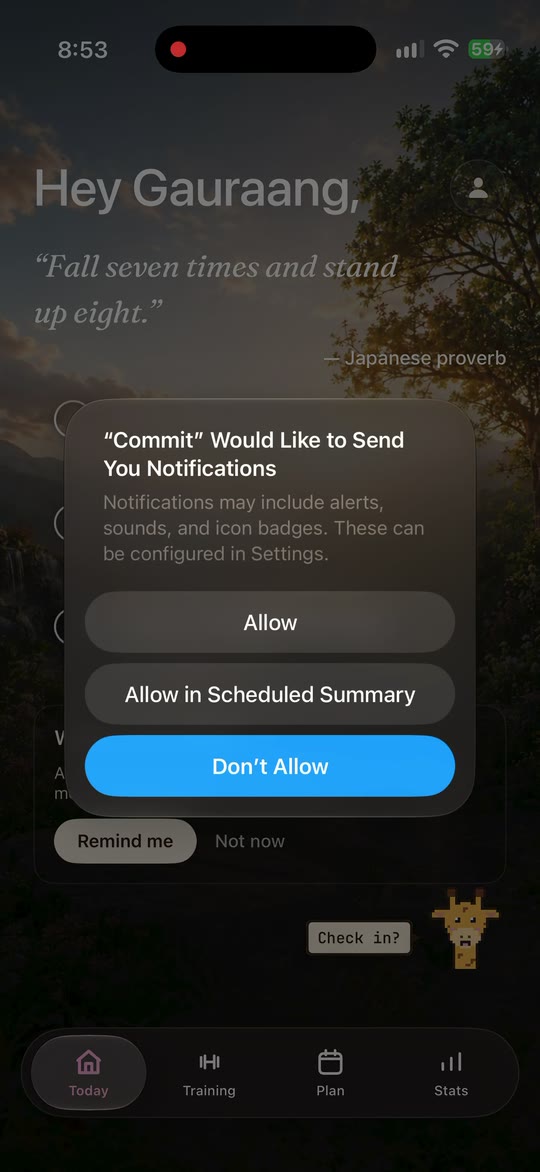 8:53
59
Hey Gauraang,
“Fall seven times and stand
up eight.”
— Japanese proverb
“Commit” Would Like to Send
You Notifications
Notifications may include alerts,
sounds, and icon badges. These can
be configured in Settings.
Allow
Allow in Scheduled Summary
Don’t Allow
Remind me
Not now
Check in?
Today
Training
Plan
Stats